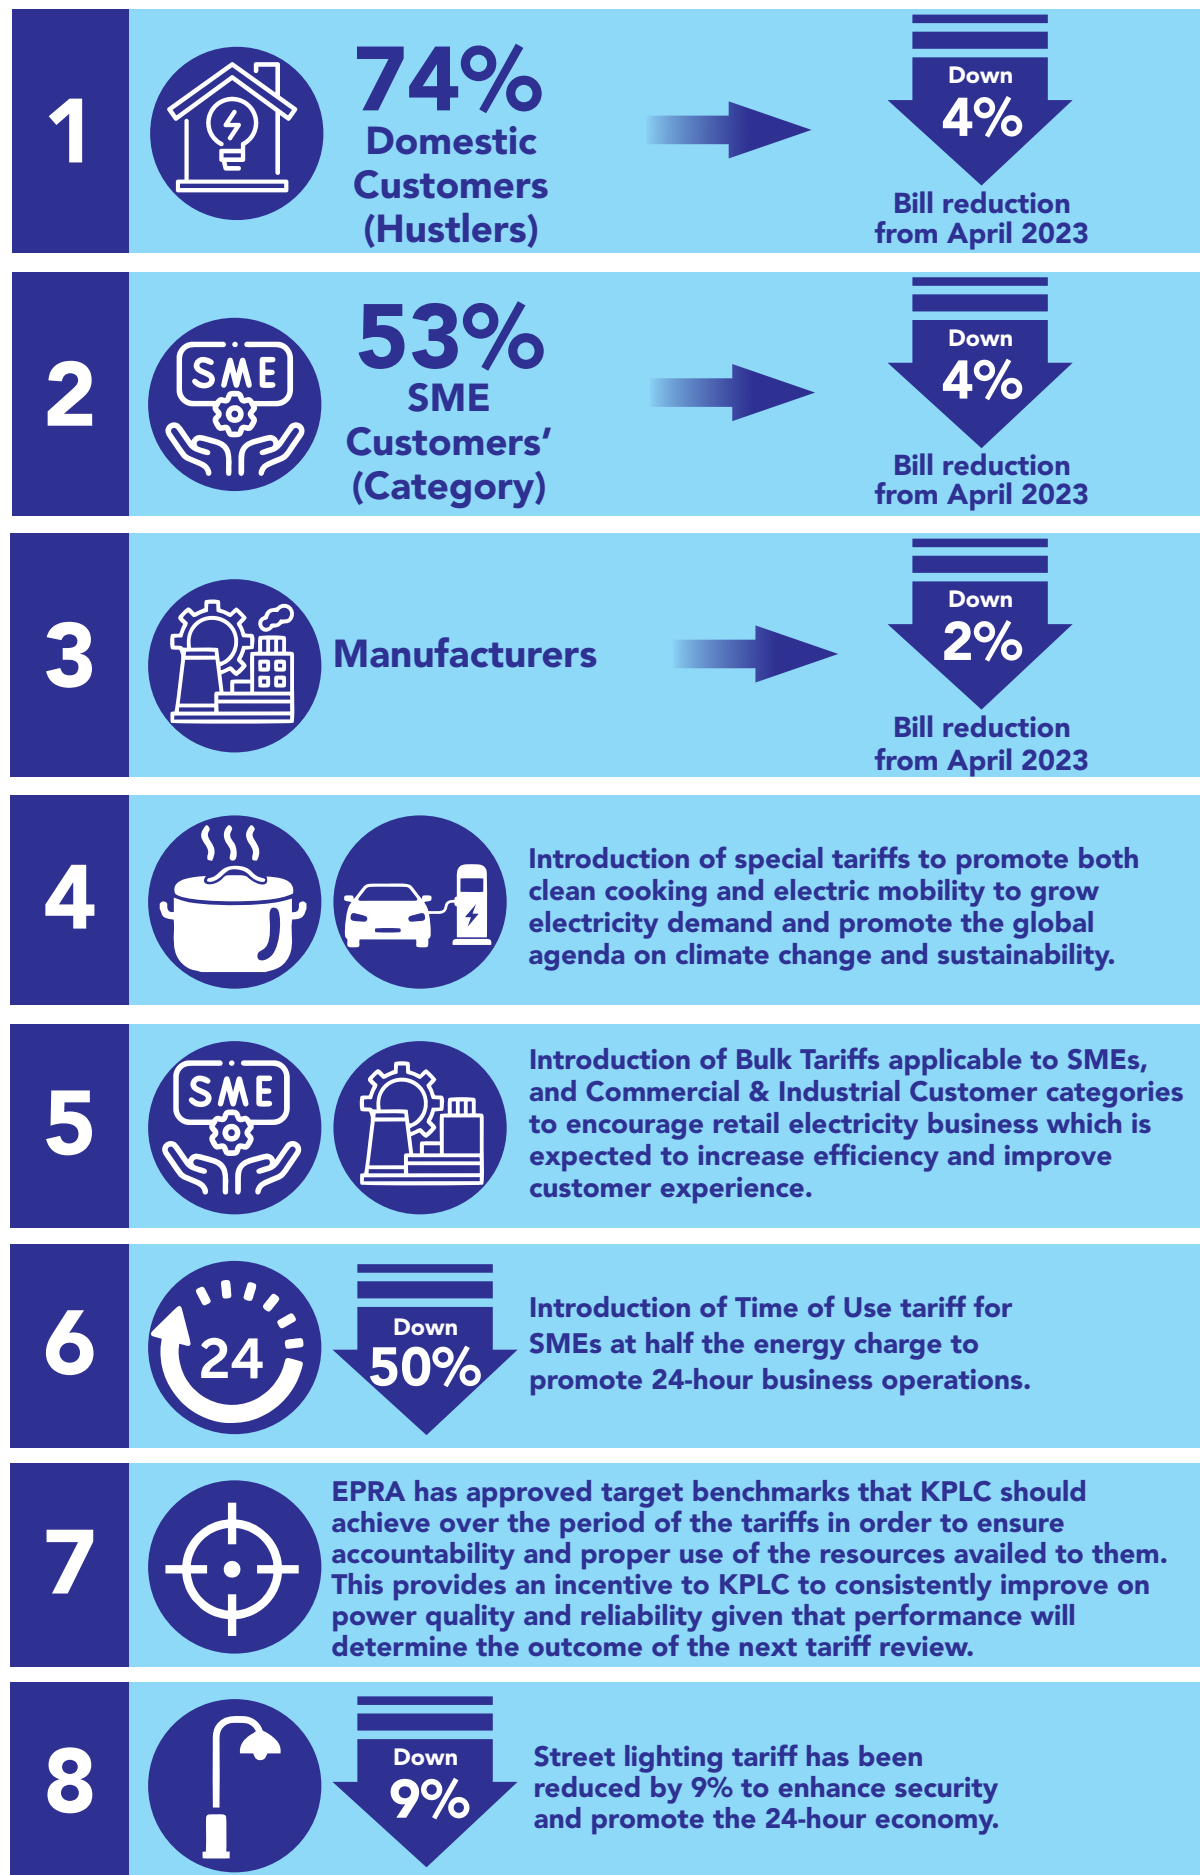 1
74%
Domestic
Customers
(Hustlers)
Down
4%
Bill reduction
from April 2023
2
SME
53%
SME
Customers’
(Category)
Down
4%
Bill reduction
from April 2023
3
Manufacturers
Down
2%
Bill reduction
from April 2023
4
Introduction of special tariffs to promote both
clean cooking and electric mobility to grow
electricity demand and promote the global
agenda on climate change and sustainability.
5
SME
Introduction of Bulk Tariffs applicable to SMEs,
and Commercial & Industrial Customer categories
to encourage retail electricity business which is
expected to increase efficiency and improve
customer experience.
6
24
Down
50%
Introduction of Time of Use tariff for
SMEs at half the energy charge to
promote 24-hour business operations.
7
EPRA has approved target benchmarks that KPLC should
achieve over the period of the tariffs in order to ensure
accountability and proper use of the resources availed to them.
This provides an incentive to KPLC to consistently improve on
power quality and reliability given that performance will
determine the outcome of the next tariff review.
8
Down
9%
Street lighting tariff has been
reduced by 9% to enhance security
and promote the 24-hour economy.